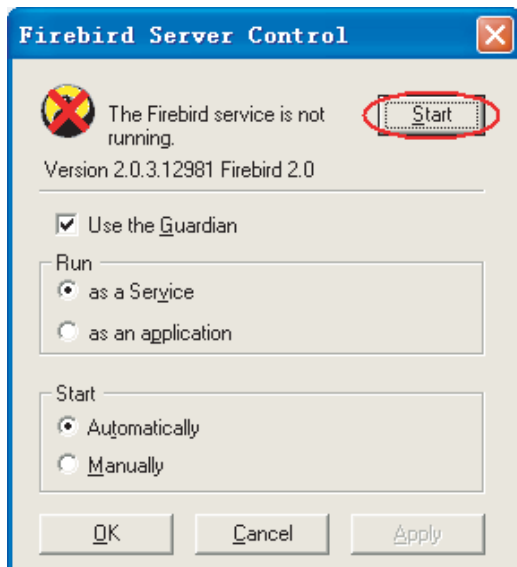 Firebird Server Control
The Firebird service is not
running.
Start
Version 2.0.3.12981 Firebird 2.0
Use the Guardian
Run
as a Service
as an application
Start
Automatically
Manually
OK
Cancel
Apply